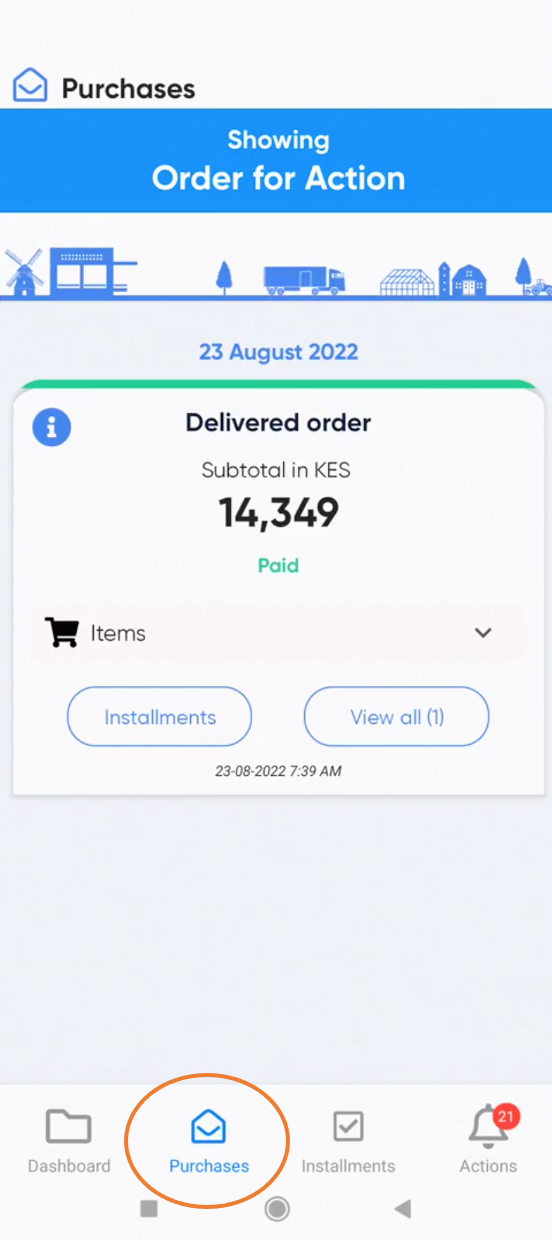 Purchases
Showing
Order for Action
23 August 2022
Delivered order
Subtotal in KES
14,349
Paid
Items
Installments
View all (1)
23-08-2022 7:39 AM
21
Dashboard
Purchases
Installments
Actions